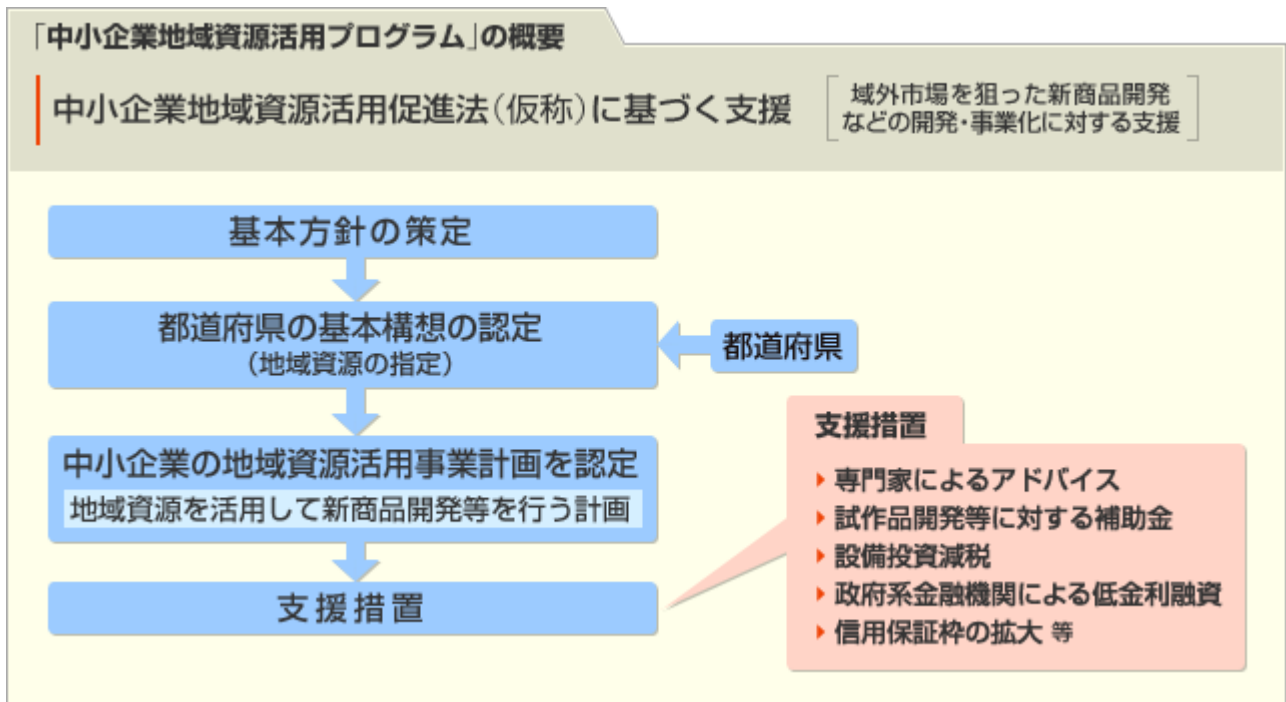 「中小企業地域資源活用プログラム」の概要
中小企業地域資源活用促進法(仮称)に基づく支援
域外市場を狙った新商品開発
などの開発・事業化に対する支援
基本方針の策定
都道府県の基本構想の認定
(地域資源の指定)
都道府県
中小企業の地域資源活用事業計画を認定
地域資源を活用して新商品開発等を行う計画
支援措置
支援措置
専門家によるアドバイス
試作品開発等に対する補助金
設備投資減税
政府系金融機関による低金利融資
信用保証枠の拡大 等